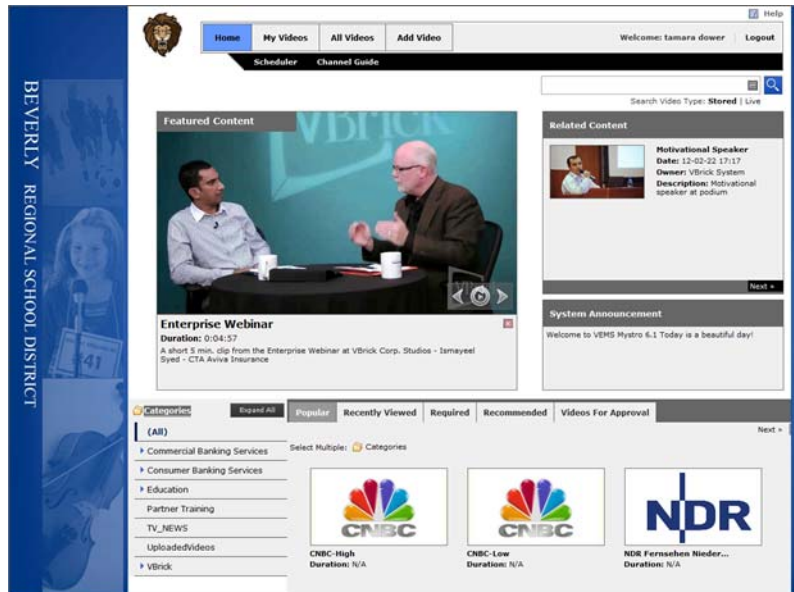 Help
Home
My Videos
All Videos
Add Video
Welcome: tamara dower
Logout
Scheduler
Channel Guide
Search Video Type: Stored | Live
BEVERLY REGIONAL SCHOOL DISTRICT
41
Featured Content
VBrick
Enterprise Webinar
Duration: 0:04:57
A short 5 min. clip from the Enterprise Webinar at VBrick Corp. Studios - Ismayeel
Syed - CTA Aviva Insurance
Related Content
Motivational Speaker
Date: 12-02-22 17:17
Owner: VBrick System
Description: Motivational
speaker at podium
Next »
System Announcement
Welcome to VEMS Mystro 6.1 Today is a beautiful day!
Categories
Expand All
(All)
Commercial Banking Services
Consumer Banking Services
Education
Partner Training
TV_NEWS
UploadedVideos
VBrick
Popular
Recently Viewed
Required
Recommended
Videos For Approval
Next »
Select Multiple: Categories
CNBC
CNBC-High
Duration: N/A
CNBC
CNBC-Low
Duration: N/A
NDR
NDR Fernsehen Nieder...
Duration: N/A